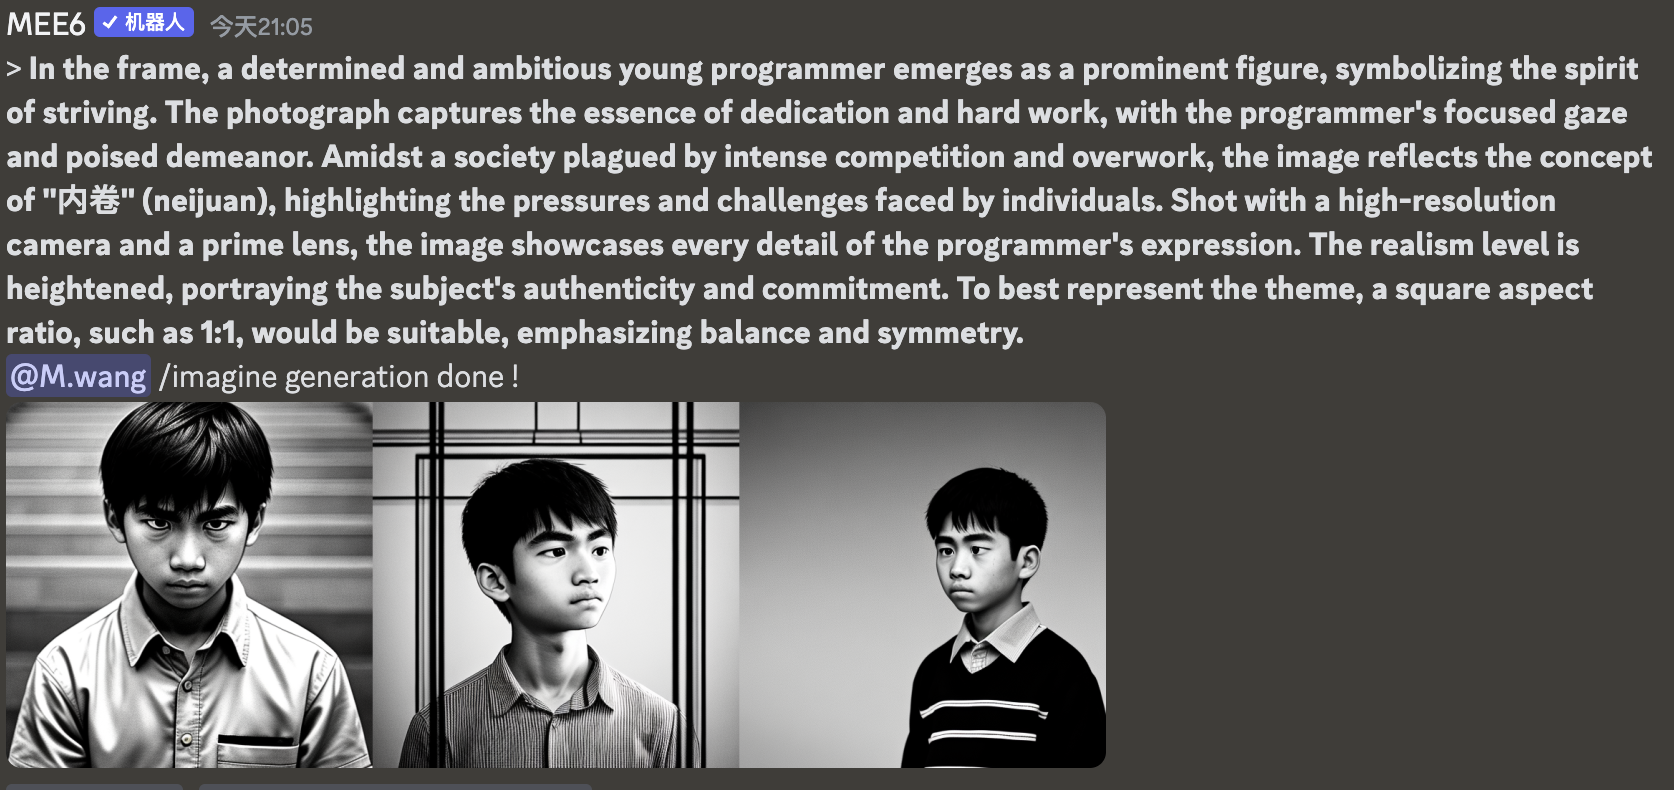 MEE6 ✓ 机器人 今天21:05
> In the frame, a determined and ambitious young programmer emerges as a prominent figure, symbolizing the spirit
of striving. The photograph captures the essence of dedication and hard work, with the programmer's focused gaze
and poised demeanor. Amidst a society plagued by intense competition and overwork, the image reflects the concept
of "内卷" (neijuan), highlighting the pressures and challenges faced by individuals. Shot with a high-resolution
camera and a prime lens, the image showcases every detail of the programmer's expression. The realism level is
heightened, portraying the subject's authenticity and commitment. To best represent the theme, a square aspect
ratio, such as 1:1, would be suitable, emphasizing balance and symmetry.
@M.wang /imagine generation done !